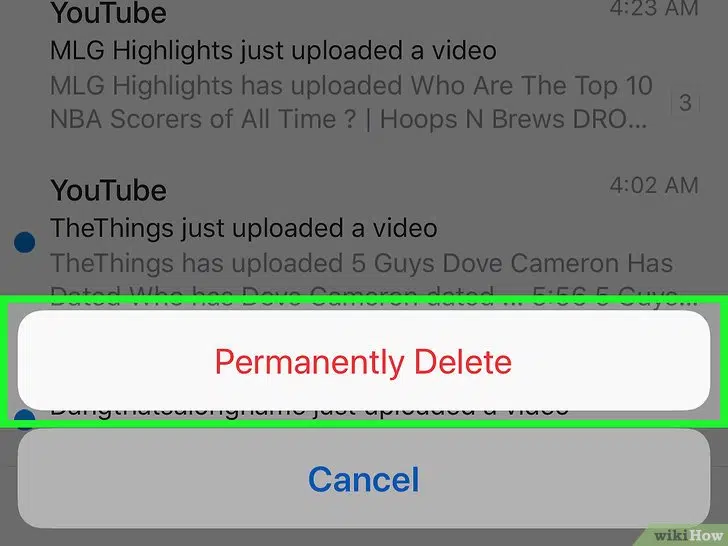 YouTube
4:23 AM
MLG Highlights just uploaded a video
MLG Highlights has uploaded Who Are The Top 10
NBA Scorers of All Time ? | Hoops N Brews DRO...
3
YouTube
4:02 AM
TheThings just uploaded a video
TheThings has uploaded 5 Guys Dove Cameron Has
Dated Who has Dove Cameron dated ... 5:56 5 Guys...
Permanently Delete
Dangthatsalongname just uploaded a video
Cancel
wikiHow